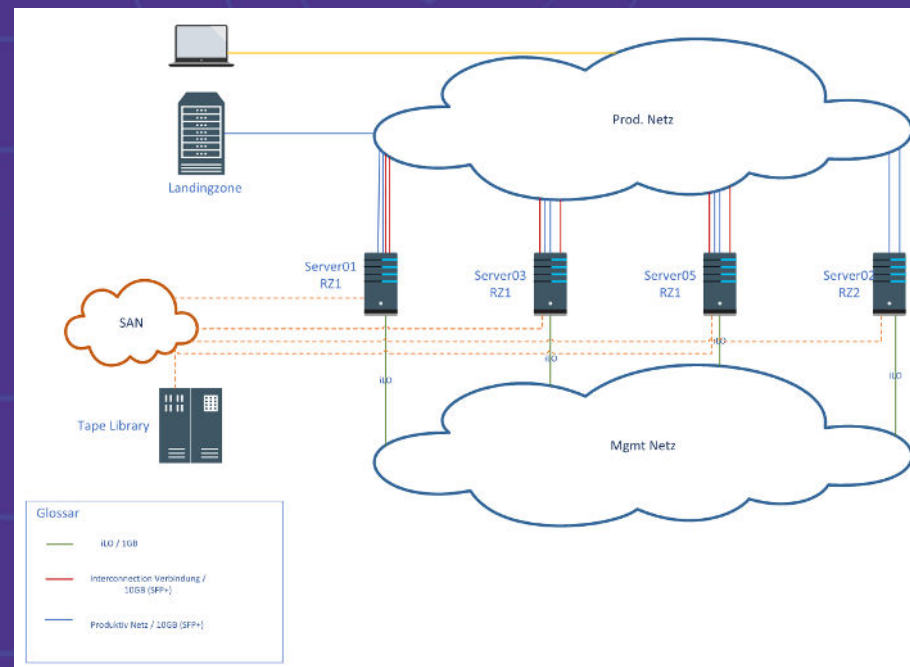 Prod. Netz
Landingzone
Server01
RZ1
Server03
RZ1
Server05
RZ1
Server02
RZ2
SAN
iLO
iLO
iLO
iLO
Tape Library
Mgmt Netz
Glossar
iLO / 1GB
Interconnection Verbindung /
10GB (SFP+)
Produktiv Netz / 10GB (SFP+)